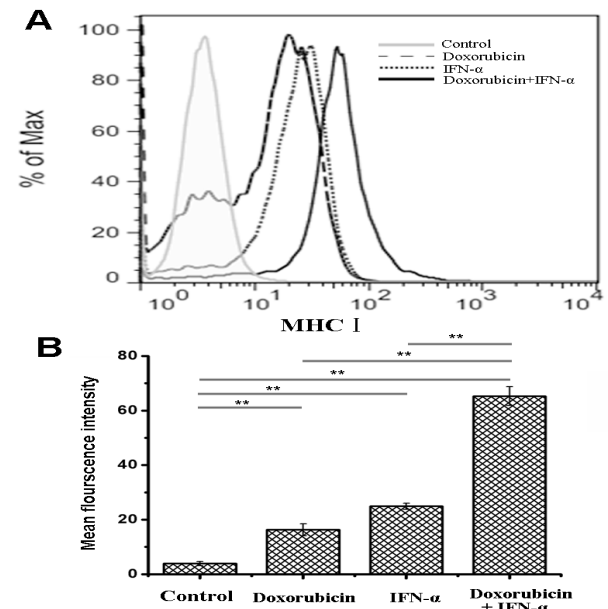 A
% of Max
100
80
60
40
20
0
Control
Doxorubicin
IFN-α
Doxorubicin+IFN-α
10⁰ 10¹ 10² 10³ 10⁴
MHC Ⅰ
B
Mean flourscence intensity
80
60
40
20
0
**
**
**
**
**
Control Doxorubicin IFN-α Doxorubicin
+ IFN-α